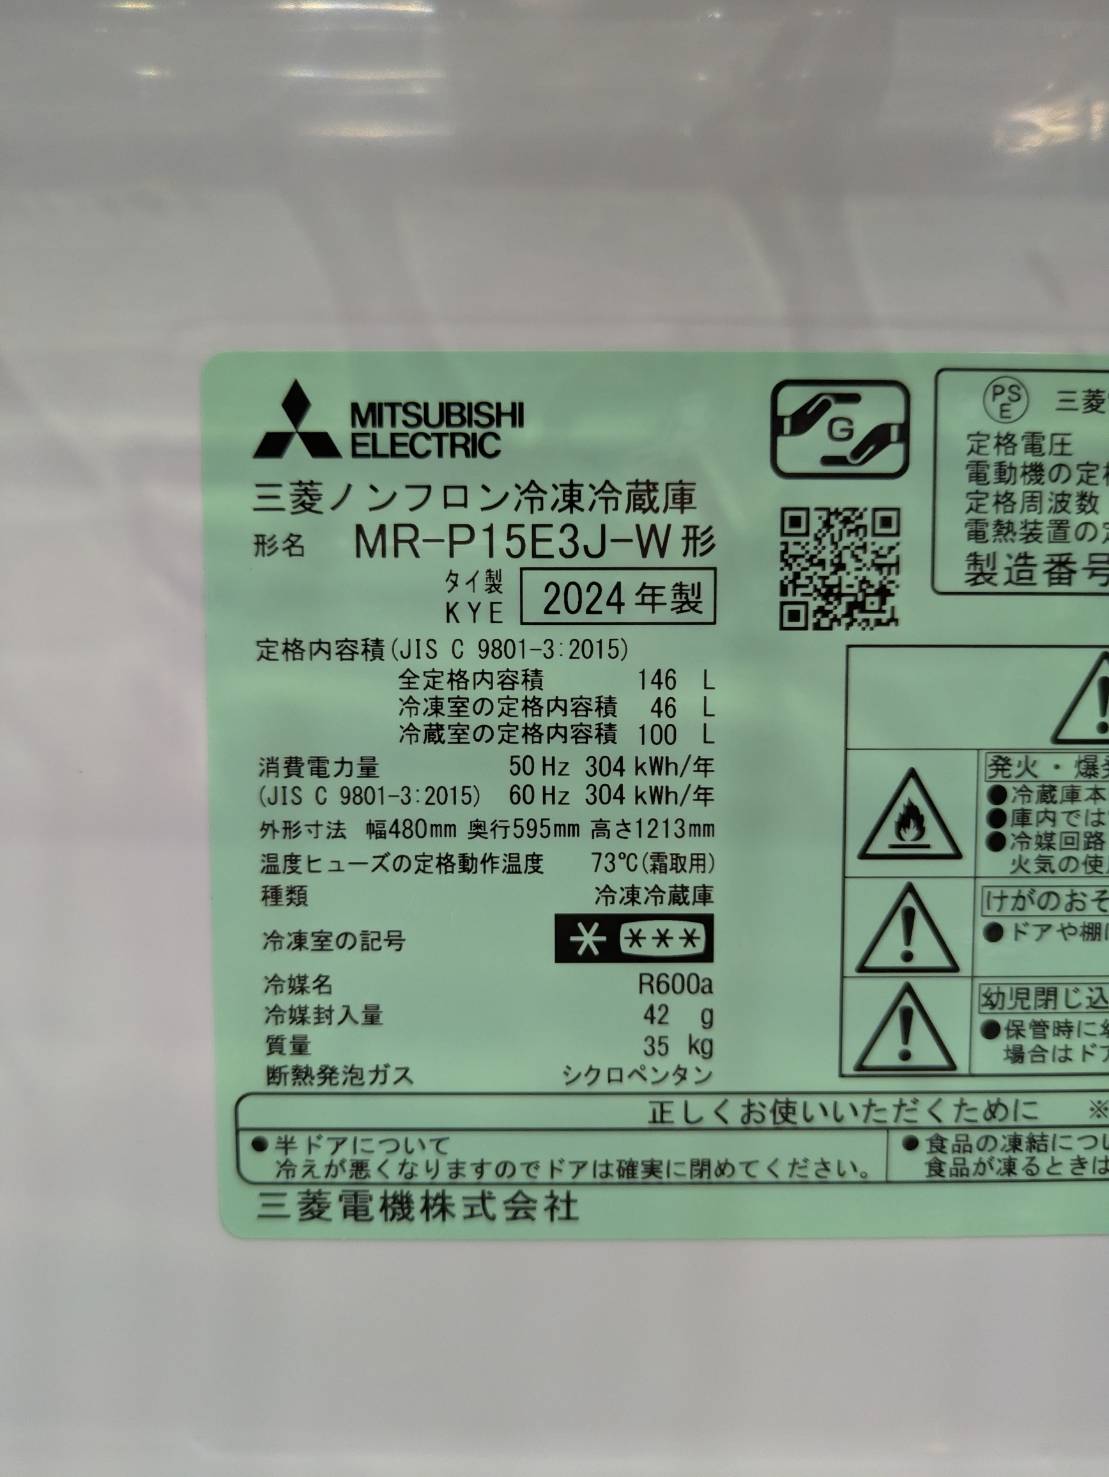 MITSUBISHI
ELECTRIC
三菱ノンフロン冷凍冷蔵庫
形名 MR-P15E3J-W 形
タイ製
KYE 2024 年製
定格内容積(JIS C 9801-3:2015)
全定格内容積 146 L
冷凍室の定格内容積 46 L
冷蔵室の定格内容積 100 L
消費電力量 50 Hz 304 kWh/年
(JIS C 9801-3:2015) 60 Hz 304 kWh/年
外形寸法 幅480mm 奥行595mm 高さ1213mm
温度ヒューズの定格動作温度 73℃(霜取用)
種類 冷凍冷蔵庫
冷凍室の記号
冷媒名 R600a
冷媒封入量 42 g
質量 35 kg
断熱発泡ガス シクロペンタン
G
PS
E
三菱
定格電圧
電動機の定
定格周波数
電熱装置の定
製造番号
発火・爆
●冷蔵庫本
●庫内では
●冷媒回路
火気の使
けがのおそ
●ドアや棚
幼児閉じ込
●保管時に
場合はド
正しくお使いいただくために ※
●半ドアについて
冷えが悪くなりますのでドアは確実に閉めてください。
●食品の凍結につ
食品が凍るときは
三菱電機株式会社